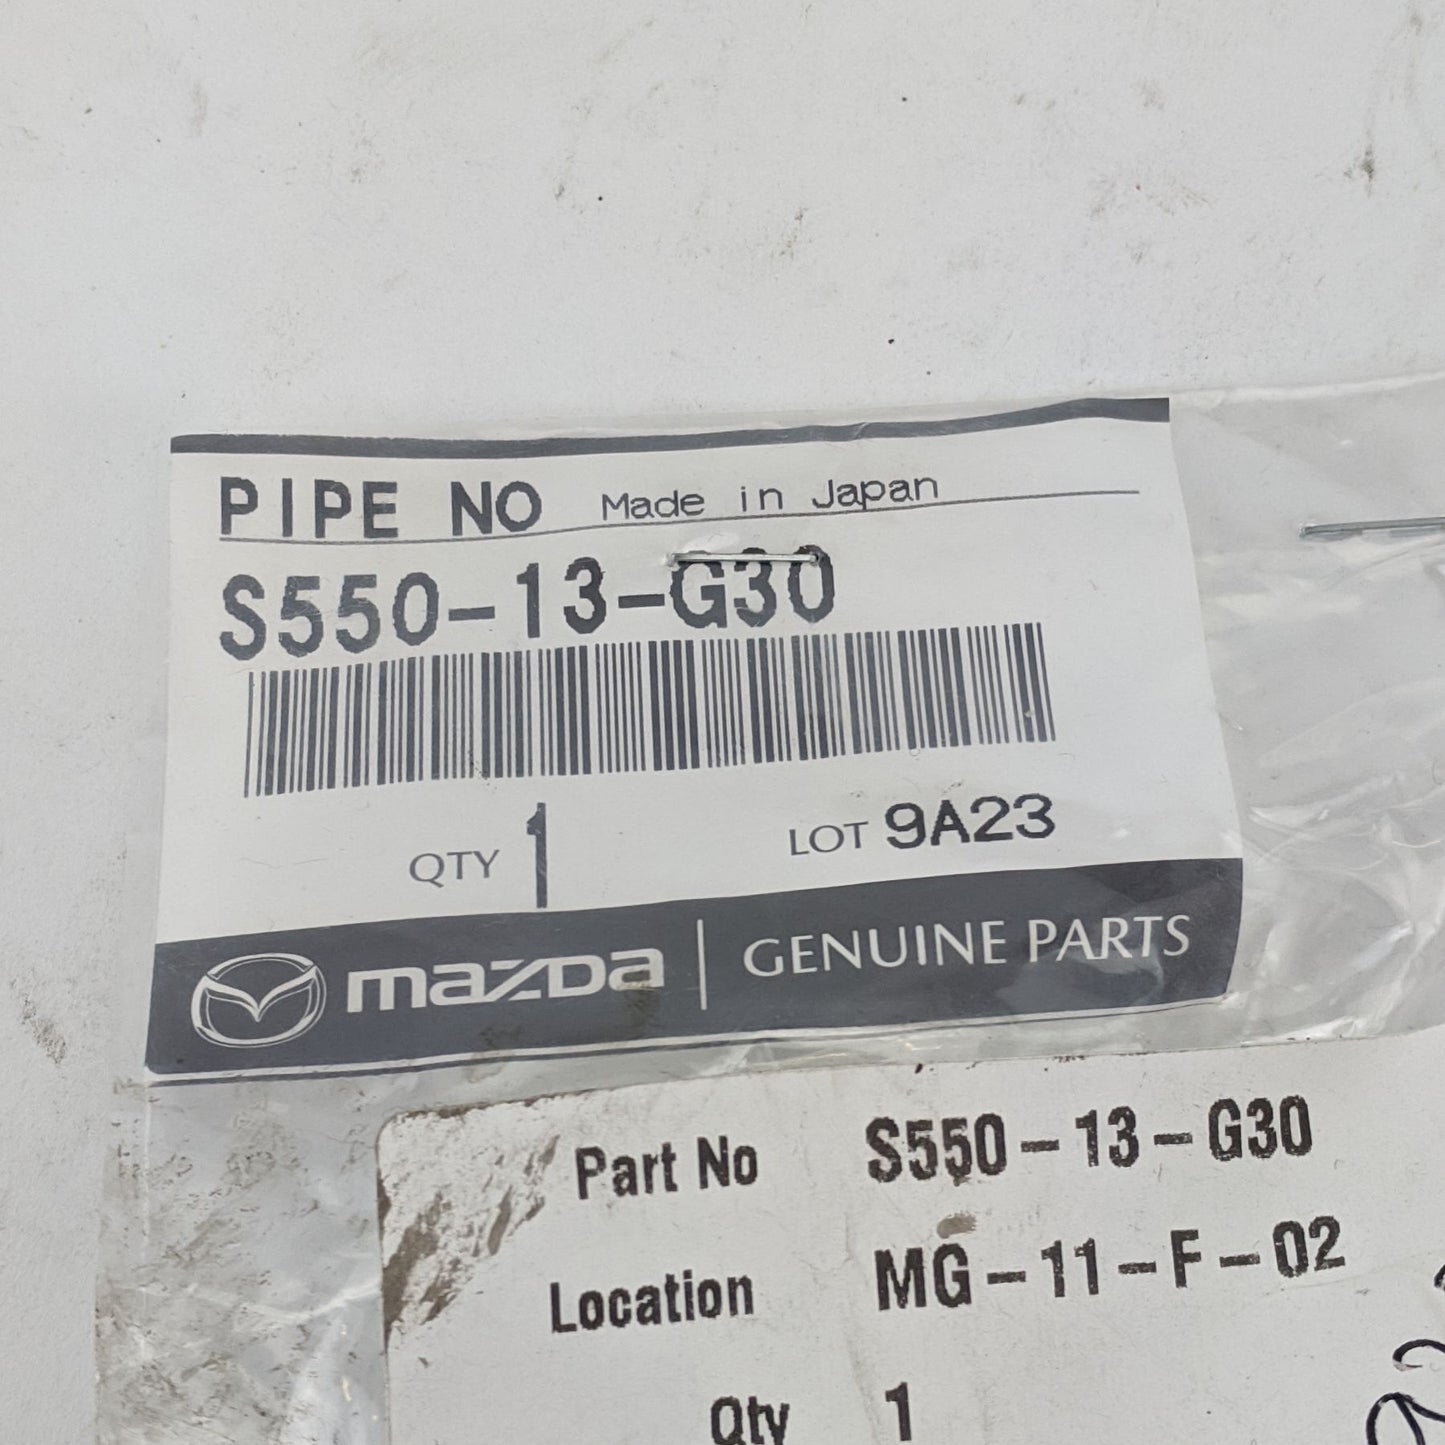 PIPE NO Made in Japan
S550-13-G30
QTY 1 LOT 9A23
mazda GENUINE PARTS
Part No S550-13-G30
Location MG-11-F-02
Qty 1